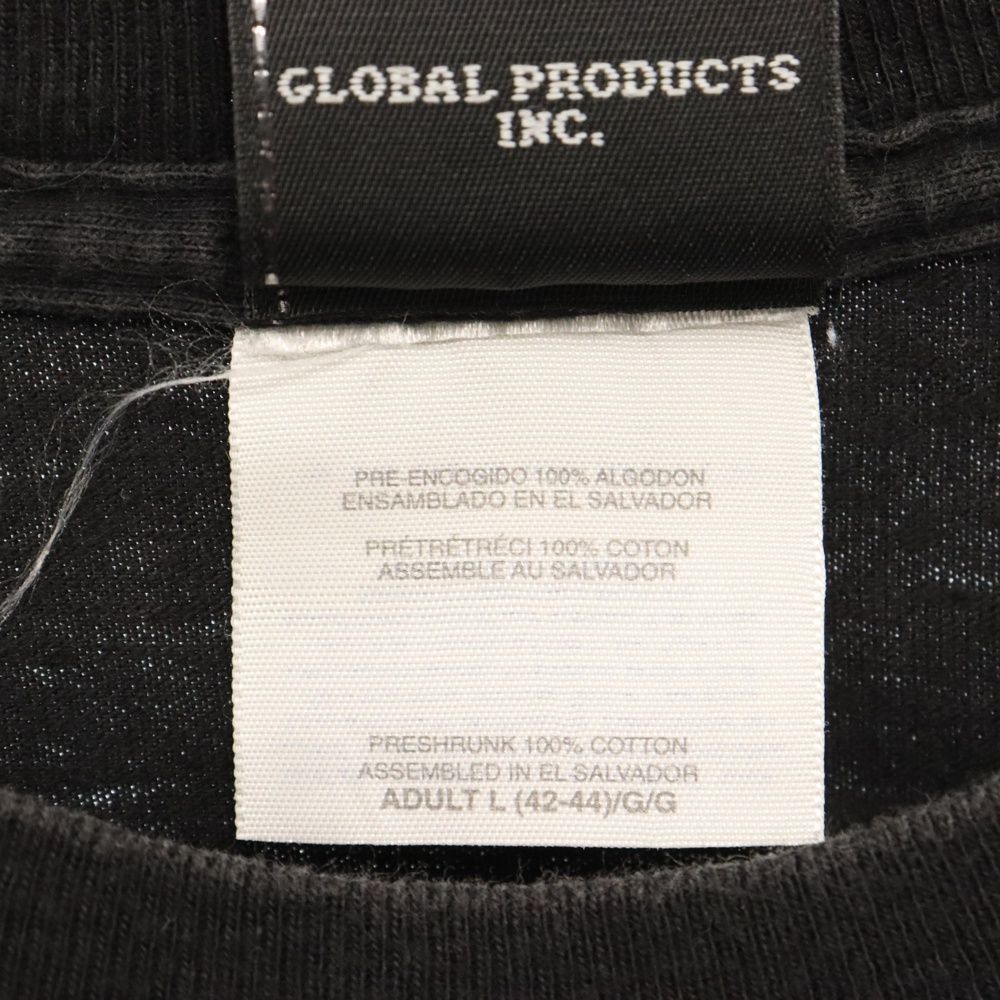 GLOBAL PRODUCTS
INC.
PRE-ENCOGIDO 100% ALGODON
ENSAMBLADO EN EL SALVADOR
PRÉTRÉTRÉCI 100% COTON
ASSEMBLE AU SALVADOR
PRESHRUNK 100% COTTON
ASSEMBLED IN EL SALVADOR
ADULT L (42-44)/G/G